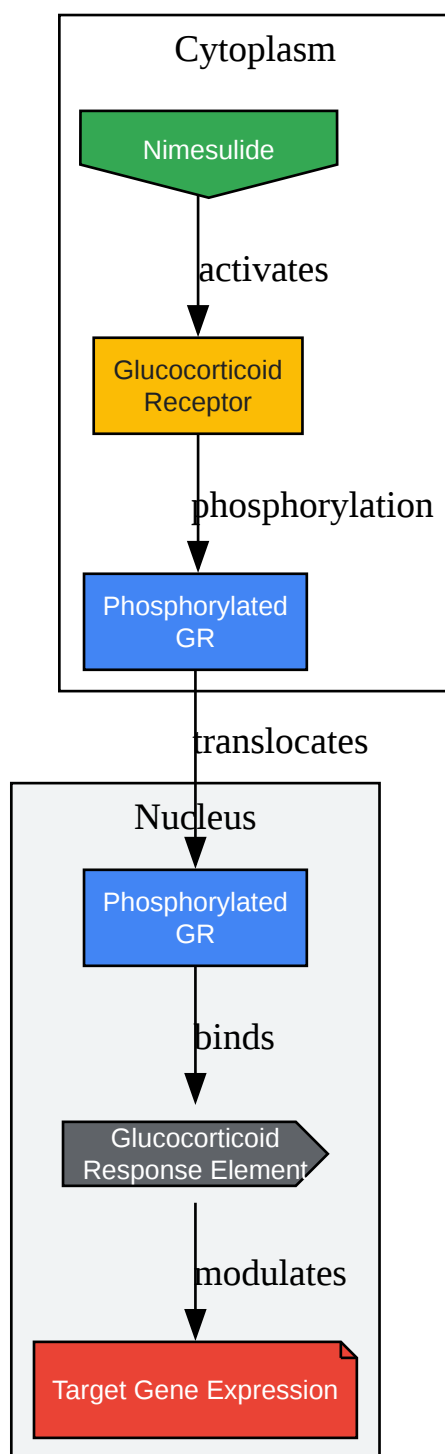 Cytoplasm
Nimesulide
activates
Glucocorticoid
Receptor
phosphorylation
Phosphorylated
GR
translocates
Nucleus
Phosphorylated
GR
binds
Glucocorticoid
Response Element
modulates
Target Gene Expression